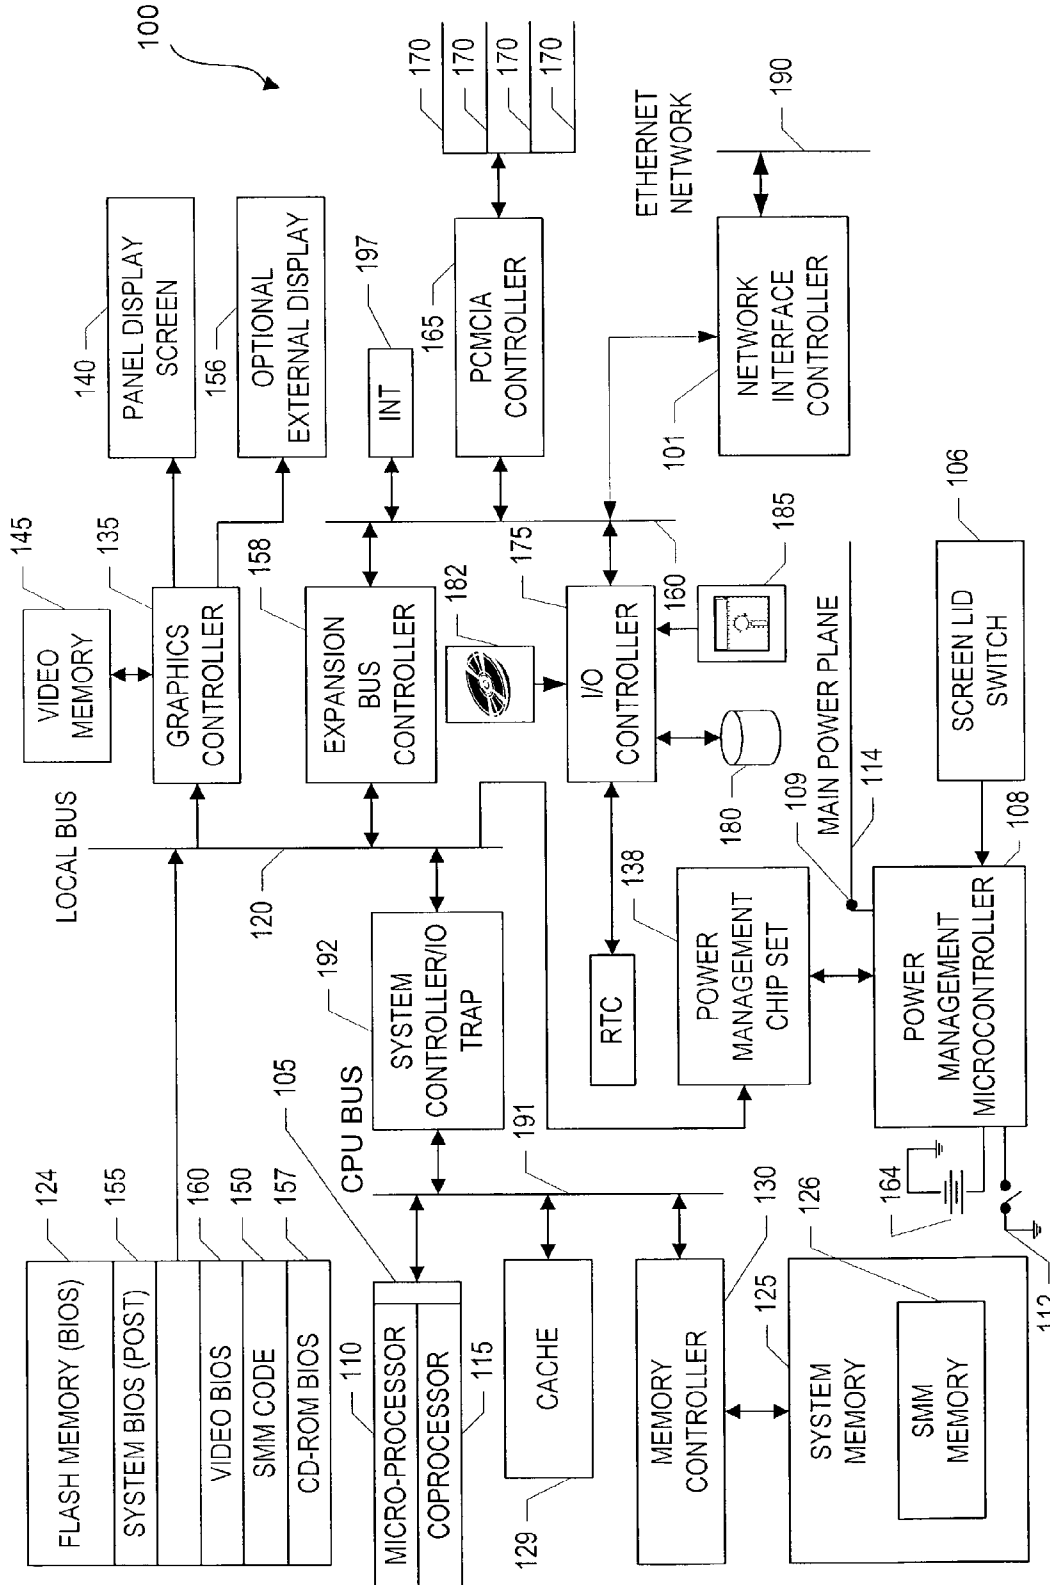 100
FLASH MEMORY (BIOS)
SYSTEM BIOS (POST)
VIDEO BIOS
SMM CODE
CD-ROM BIOS
124
155
160
150
157
LOCAL BUS
120
VIDEO
MEMORY
145
GRAPHICS
CONTROLLER
135
PANEL DISPLAY
SCREEN
140
OPTIONAL
EXTERNAL DISPLAY
156
MICRO-PROCESSOR
COPROCESSOR
110
115
105
CPU BUS
SYSTEM
CONTROLLER/IO
TRAP
192
EXPANSION
BUS
CONTROLLER
158
INT
197
PCMCIA
CONTROLLER
165
170
170
170
170
CACHE
129
191
182
I/O
CONTROLLER
175
160
185
180
RTC
NETWORK
INTERFACE
CONTROLLER
101
ETHERNET
NETWORK
190
MEMORY
CONTROLLER
130
POWER
MANAGEMENT
CHIP SET
138
SYSTEM
MEMORY
125
SMM
MEMORY
126
164
112
POWER
MANAGEMENT
MICROCONTROLLER
108
109
MAIN POWER PLANE
114
SCREEN LID
SWITCH
106